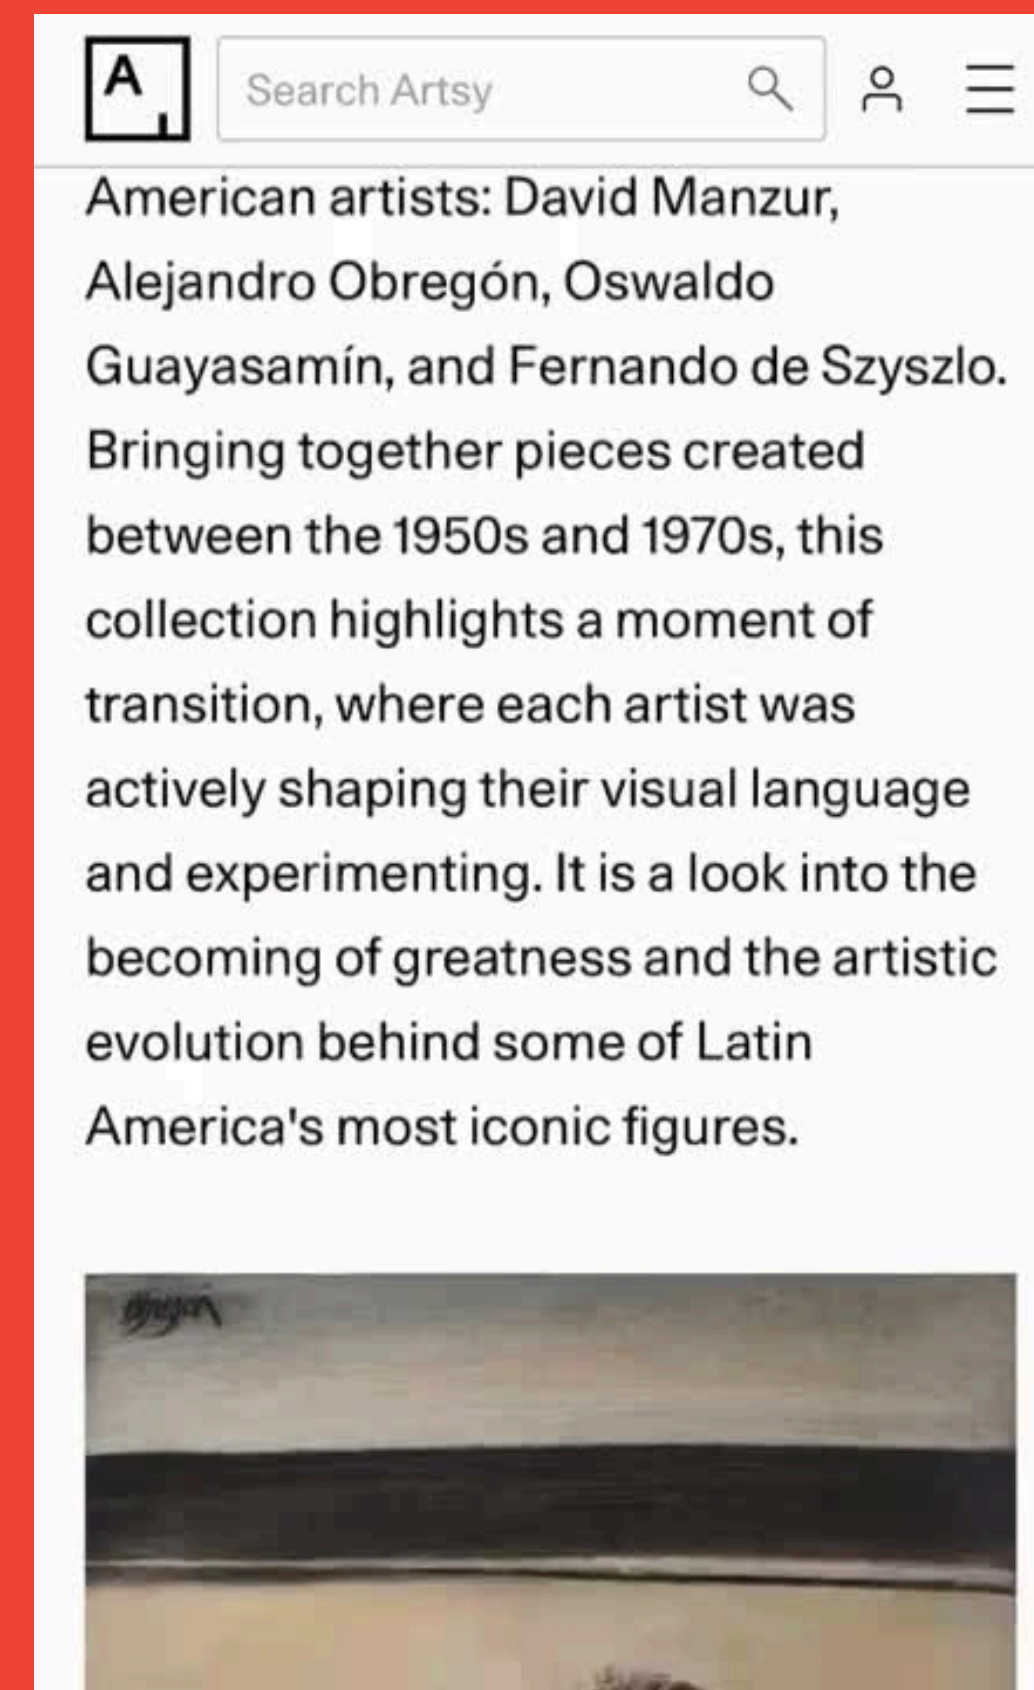 A
Search Artsy
American artists: David Manzur,
Alejandro Obregón, Oswaldo
Guayasamín, and Fernando de Szyszlo.
Bringing together pieces created
between the 1950s and 1970s, this
collection highlights a moment of
transition, where each artist was
actively shaping their visual language
and experimenting. It is a look into the
becoming of greatness and the artistic
evolution behind some of Latin
America's most iconic figures.